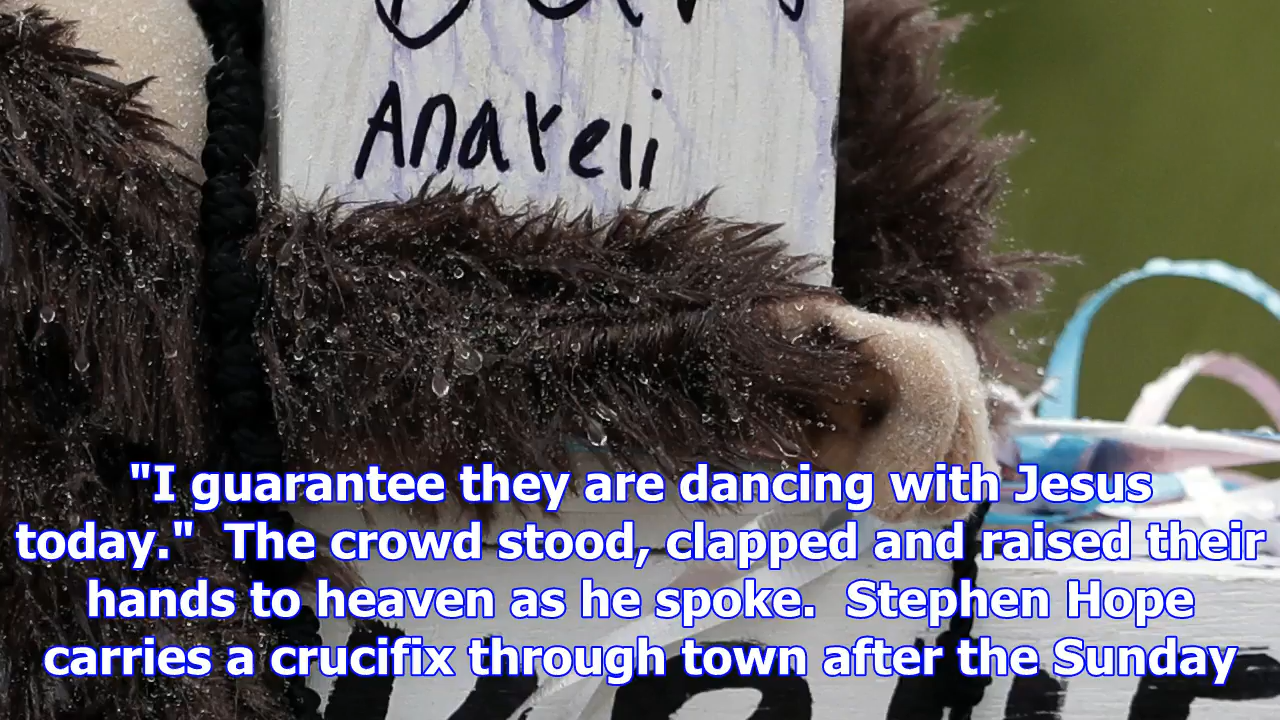 Anareli
"I guarantee they are dancing with Jesus
today."  The crowd stood, clapped and raised their
hands to heaven as he spoke.  Stephen Hope
carries a crucifix through town after the Sunday